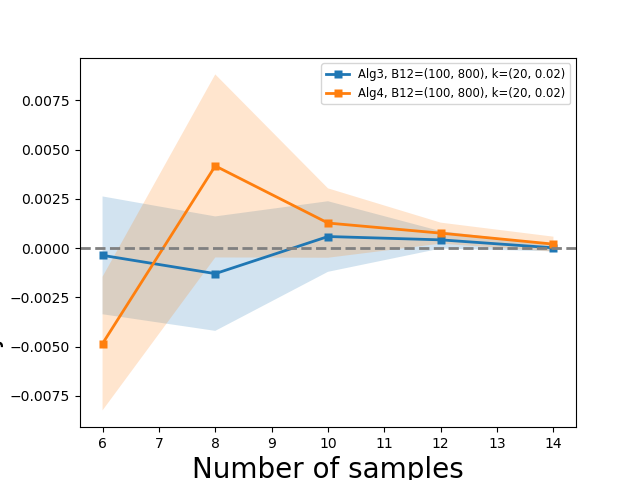 Alg3, B12=(100, 800), k=(20, 0.02)
Alg4, B12=(100, 800), k=(20, 0.02)
0.0075
0.0050
0.0025
0.0000
−0.0025
−0.0050
−0.0075
6 7 8 9 10 11 12 13 14
Number of samples